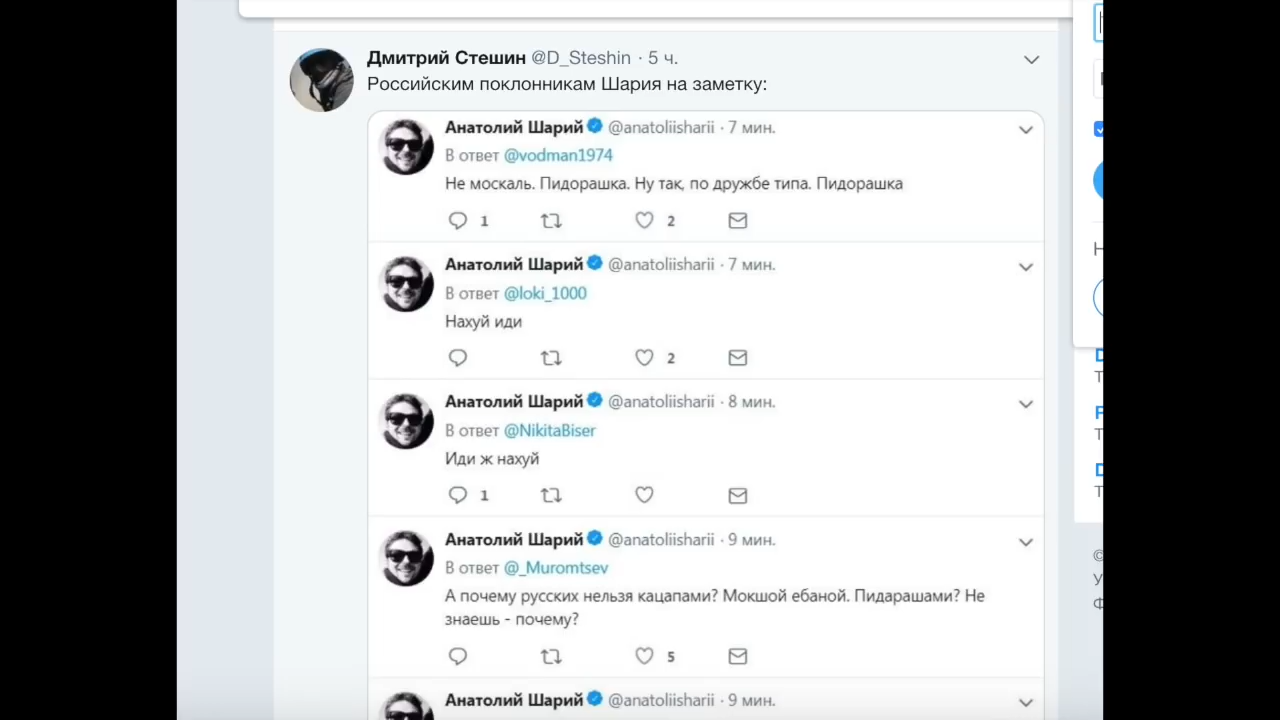 Дмитрий Стешин @D_Steshin · 5 ч.
Российским поклонникам Шария на заметку:
Анатолий Шарий @anatoliisharii · 7 мин.
В ответ @vodman1974
Не москаль. Пидорашка. Ну так, по дружбе типа. Пидорашка
1 2
Анатолий Шарий @anatoliisharii · 7 мин.
В ответ @loki_1000
Нахуй иди
2
Анатолий Шарий @anatoliisharii · 8 мин.
В ответ @NikitaBiser
Иди ж нахуй
1
Анатолий Шарий @anatoliisharii · 9 мин.
В ответ @_Muromtsev
А почему русских нельзя кацапами? Мокшой ебаной. Пидарашами? Не
знаешь - почему?
5
Анатолий Шарий @anatoliisharii · 9 мин.